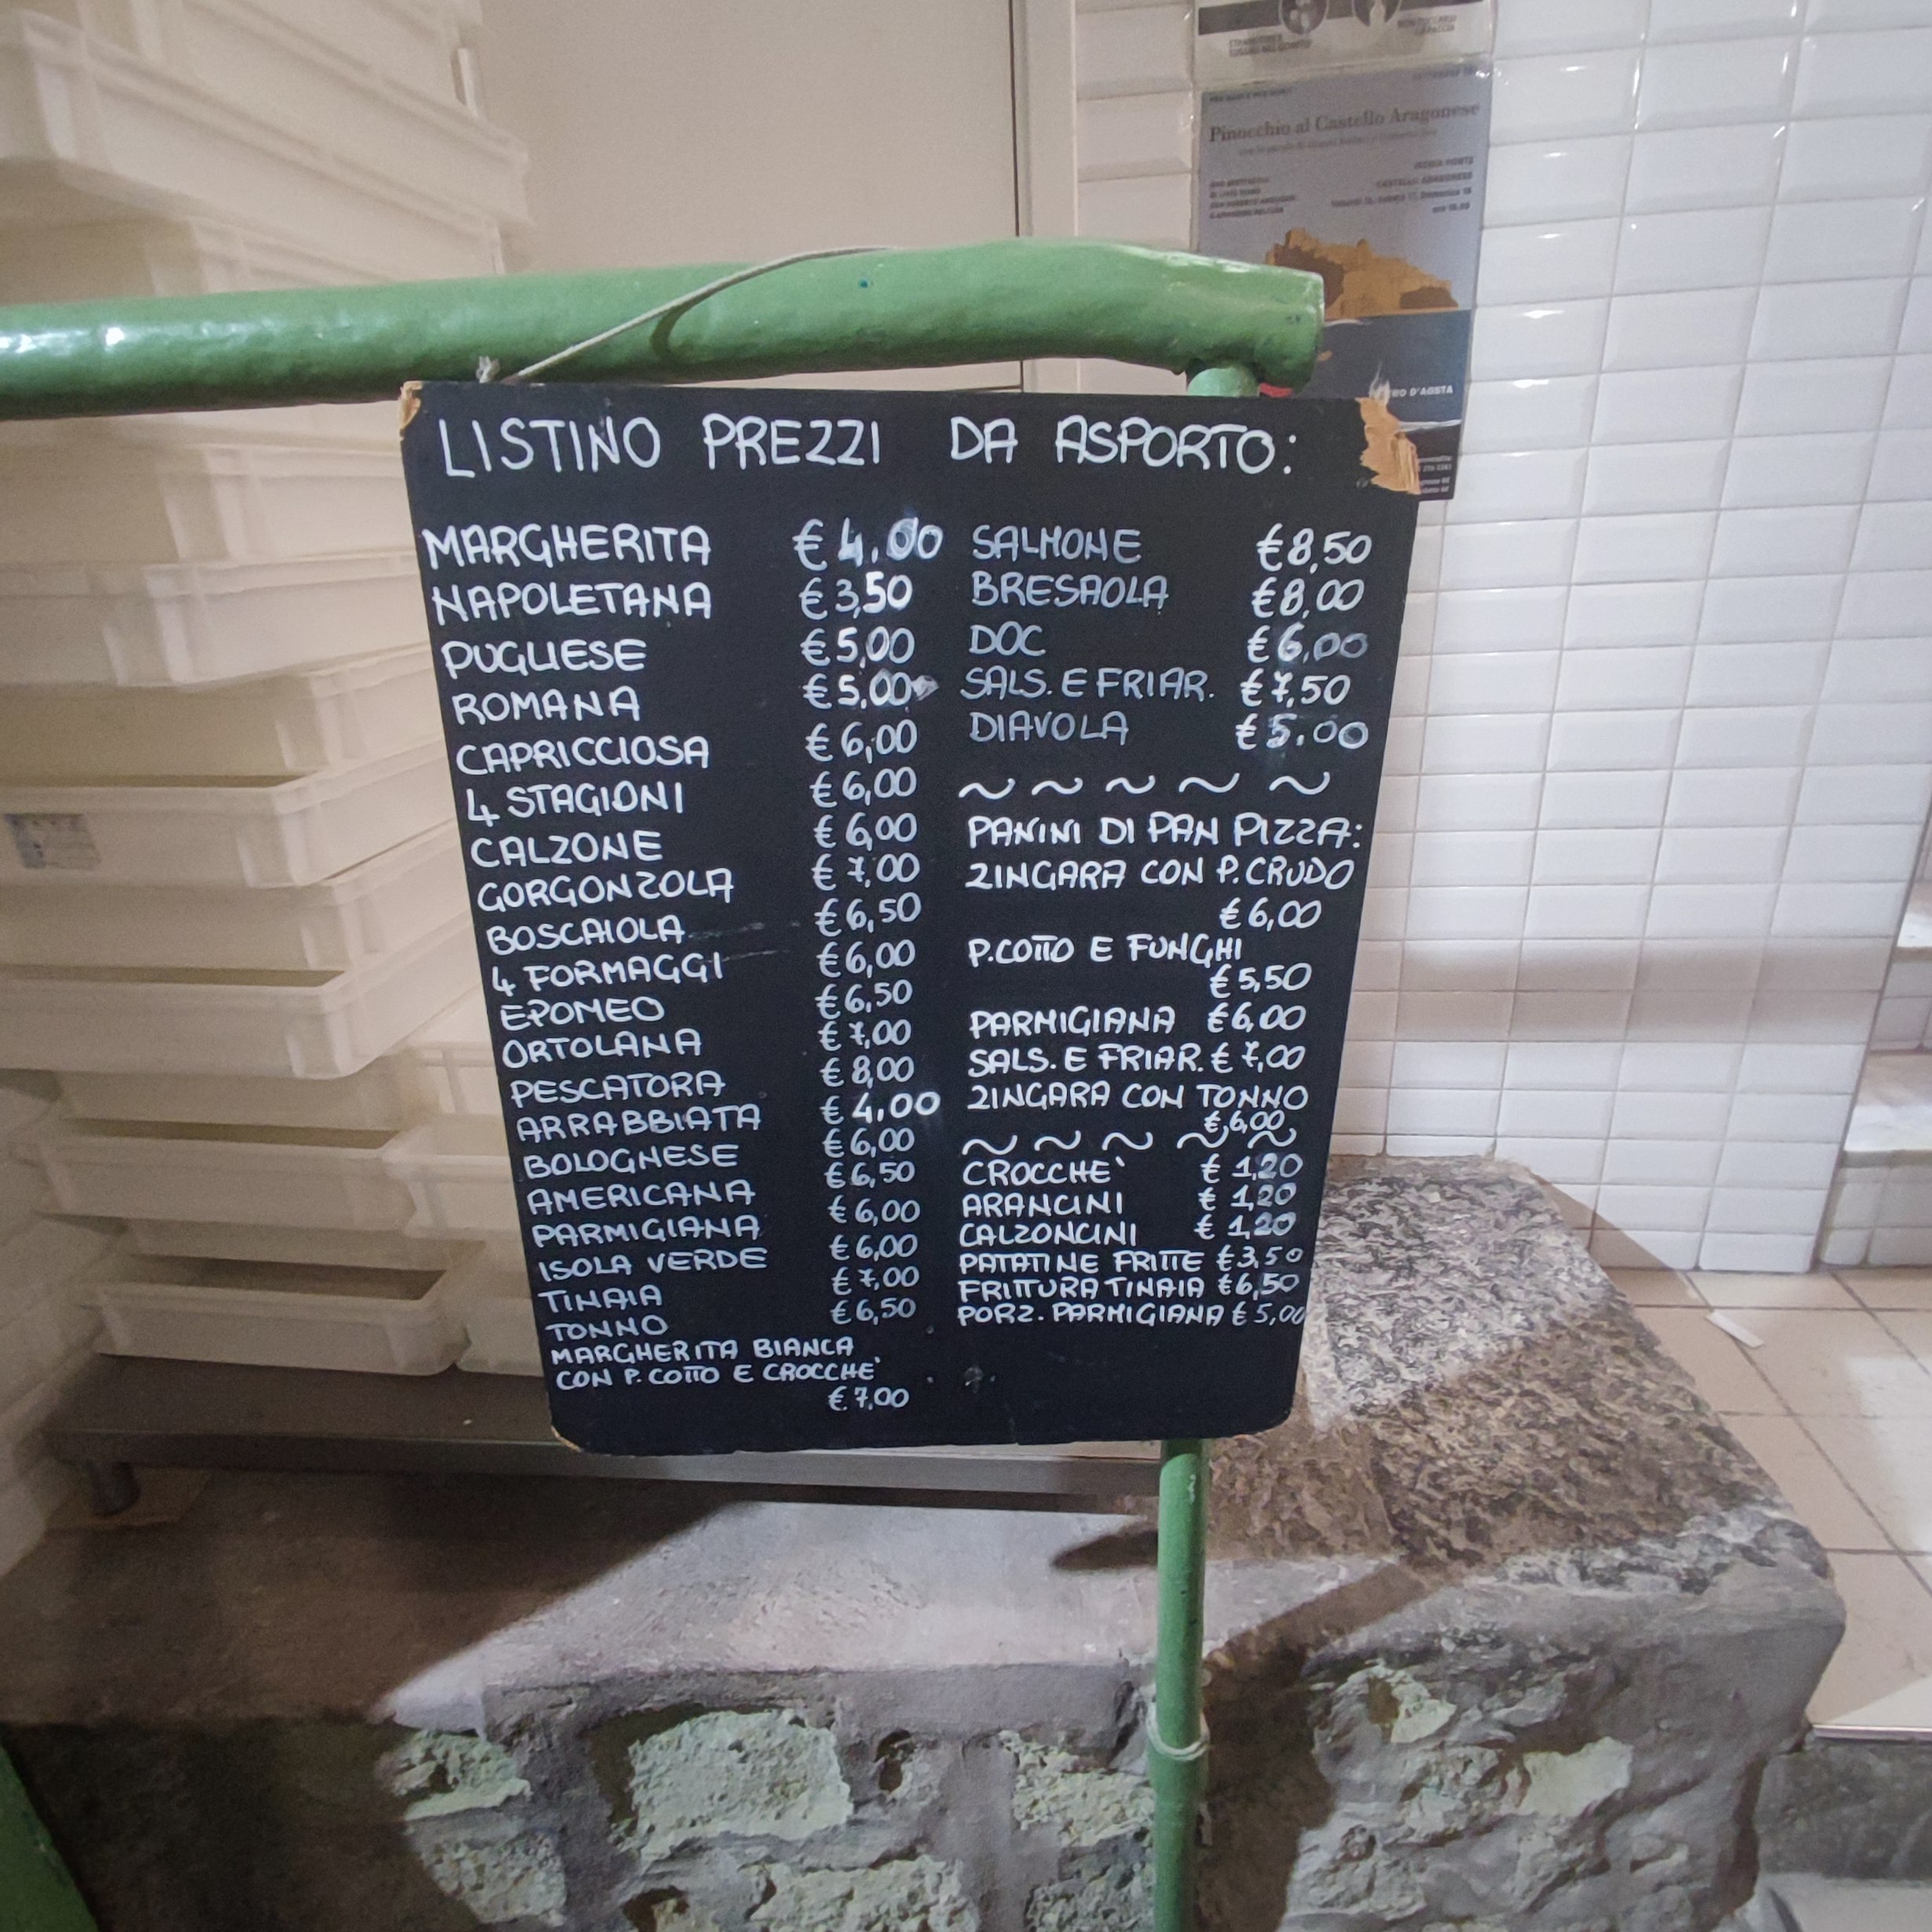 Pinocchio al Castello Aragonese
LISTINO PREZZI DA ASPORTO:
MARGHERITA € 4.00
NAPOLETANA € 3,50
PUGLIESE € 5,00
ROMANA € 5,00
CAPRICCIOSA € 6,00
4 STAGIONI € 6,00
CALZONE € 6,00
GORGONZOLA € 7,00
BOSCAIOLA € 6,50
4 FORMAGGI € 6,00
EPOMEO € 6,50
ORTOLANA € 7,00
PESCATORA € 8,00
ARRABBIATA € 4.00
BOLOGNESE € 6,00
AMERICANA € 6,50
PARMIGIANA € 6,00
ISOLA VERDE € 6,00
TINAIA € 7,00
TONNO € 6,50
MARGHERITA BIANCA
CON P. COTTO E CROCCHE'
€ 7,00
SALMONE € 8,50
BRESAOLA € 8,00
DOC € 6,00
SALS. E FRIAR. € 7,50
DIAVOLA € 5.00
~ ~ ~ ~ ~
PANINI DI PAN PIZZA:
ZINGARA CON P. CRUDO
€ 6,00
P. COTTO E FUNGHI
€ 5,50
PARMIGIANA € 6,00
SALS. E FRIAR. € 7,00
ZINGARA CON TONNO
€ 6,00
~ ~ ~ ~ ~
CROCCHE' € 1,20
ARANCINI € 1,20
CALZONCINI € 1,20
PATATINE FRITTE € 3,50
FRITTURA TINAIA € 6,50
PORZ. PARMIGIANA € 5,00